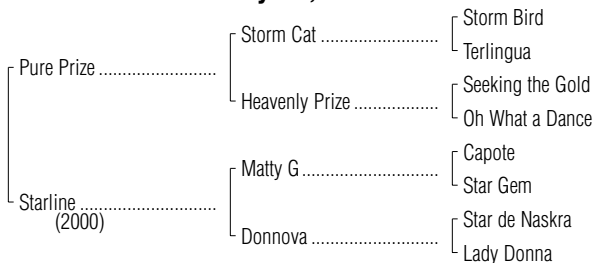 Storm Bird
Storm Cat ..............................
Terlingua
Pure Prize ..........................
Seeking the Gold
Heavenly Prize ...................
Oh What a Dance
Capote
Matty G ..............................
Star Gem
Starline ..............................
(2000)
Star de Naskra
Donnova ............................
Lady Donna